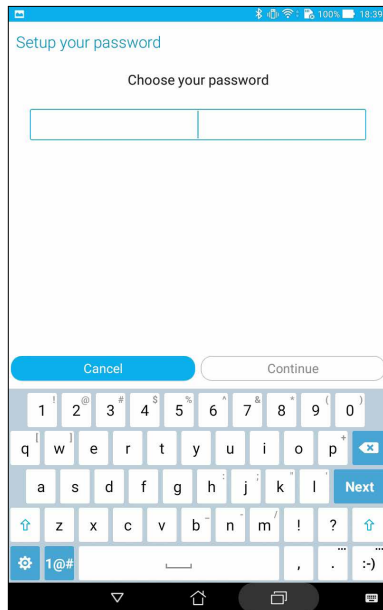 100% 18:39
Setup your password
Choose your password
Cancel Continue
! @ # $ % ^ & * ( )
1 2 3 4 5 6 7 8 9 0
[ ] +
q w e r t y u i o p
: ; " '
a s d f g h j k l Next
_ - /
z x c v b n m ! ?
1@# , . ... :-) ...